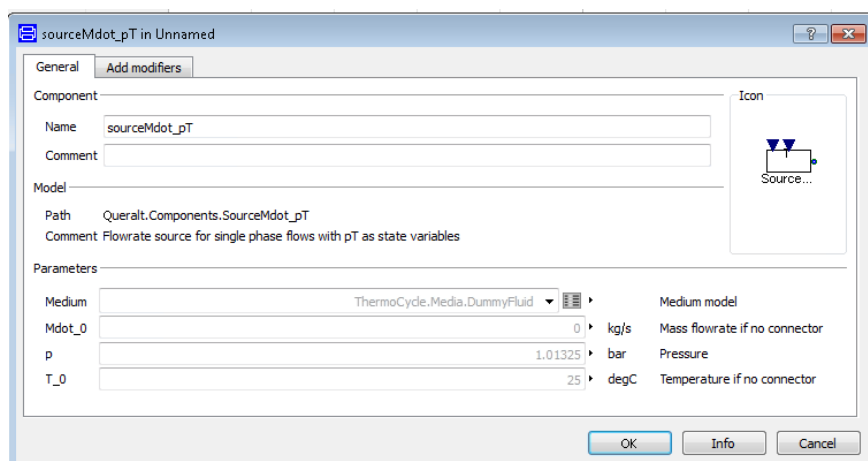 sourceMdot_pT in Unnamed
General Add modifiers
Component
Icon
Name sourceMdot_pT
Comment
Source...
Model
Path Queralt.Components.SourceMdot_pT
Comment Flowrate source for single phase flows with pT as state variables
Parameters
Medium ThermoCycle.Media.DummyFluid Medium model
Mdot_0 0 kg/s Mass flowrate if no connector
p 1.01325 bar Pressure
T_0 25 degC Temperature if no connector
OK Info Cancel